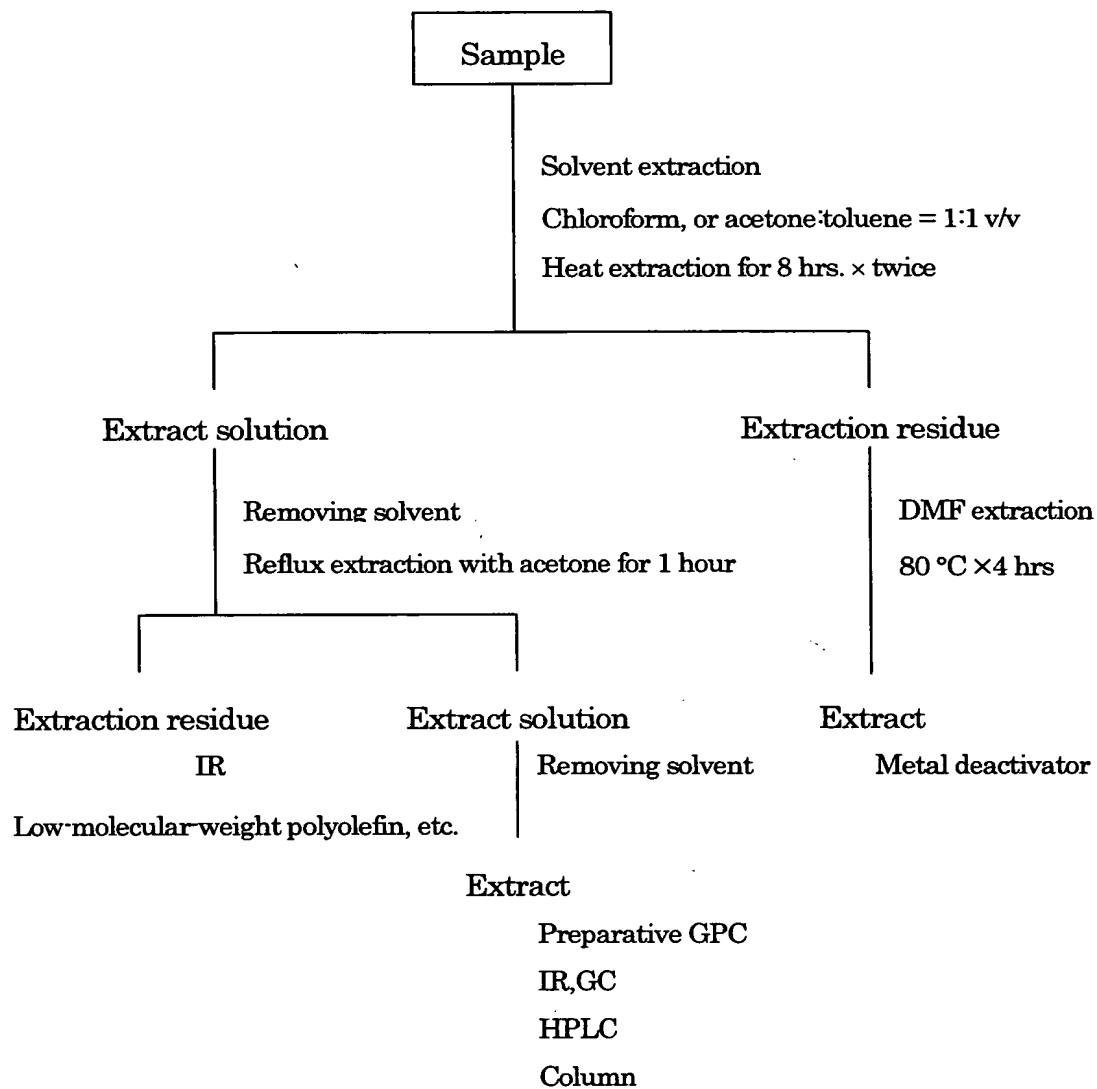 Sample
Solvent extraction
Chloroform, or acetone:toluene = 1:1 v/v
Heat extraction for 8 hrs. × twice
Extract solution
Extraction residue
Removing solvent
Reflux extraction with acetone for 1 hour
DMF extraction
80 °C ×4 hrs
Extraction residue
IR
Low-molecular-weight polyolefin, etc.
Extract solution
Removing solvent
Extract
Metal deactivator
Extract
Preparative GPC
IR,GC
HPLC
Column